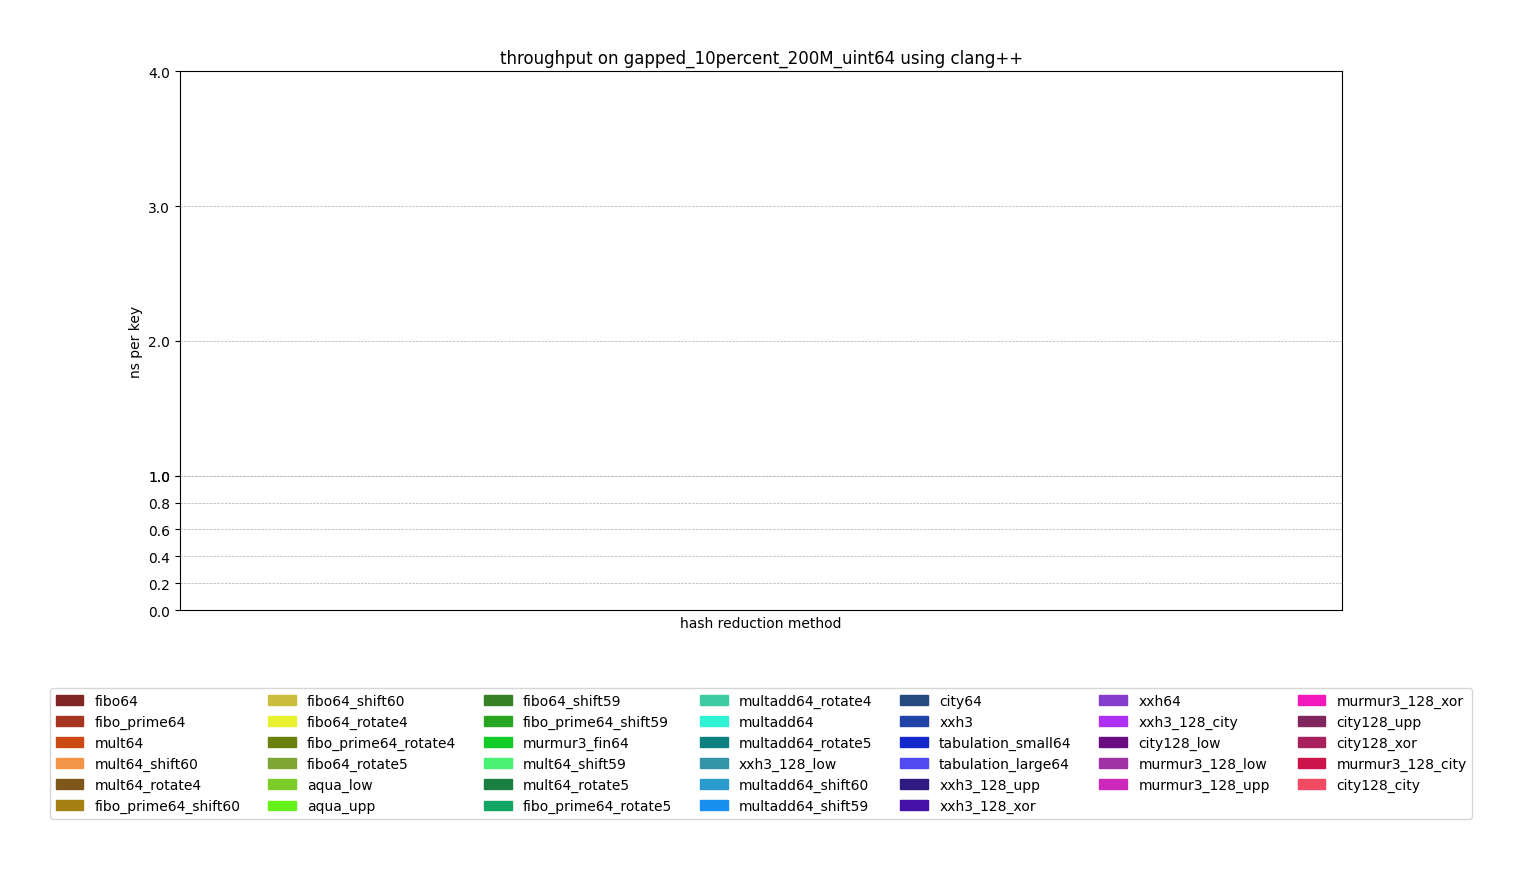 throughput on gapped_10percent_200M_uint64 using clang++
4.0
3.0
2.0
1.0
0.8
0.6
0.4
0.2
0.0
ns per key
hash reduction method
fibo64
fibo_prime64
mult64
mult64_shift60
mult64_rotate4
fibo_prime64_shift60
fibo64_shift60
fibo64_rotate4
fibo_prime64_rotate4
fibo64_rotate5
aqua_low
aqua_upp
fibo64_shift59
fibo_prime64_shift59
murmur3_fin64
mult64_shift59
mult64_rotate5
fibo_prime64_rotate5
multadd64_rotate4
multadd64
multadd64_rotate5
xxh3_128_low
multadd64_shift60
multadd64_shift59
city64
xxh3
tabulation_small64
tabulation_large64
xxh3_128_upp
xxh3_128_xor
xxh64
xxh3_128_city
city128_low
murmur3_128_low
murmur3_128_upp
murmur3_128_xor
city128_upp
city128_xor
murmur3_128_city
city128_city